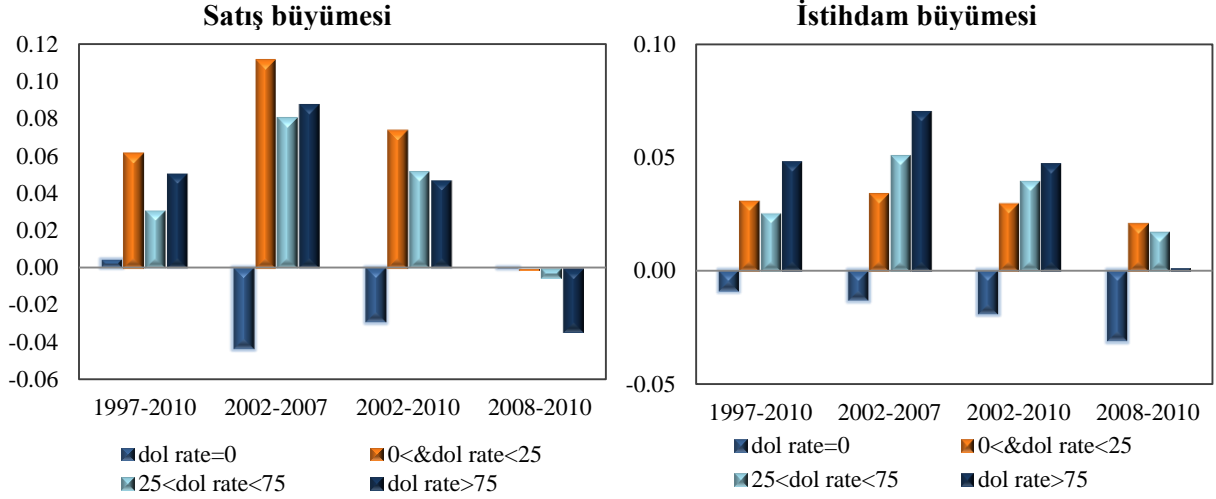 Satış büyümesi
0.12
0.10
0.08
0.06
0.04
0.02
0.00
-0.02
-0.04
-0.06
1997-2010 2002-2007 2002-2010 2008-2010
dol rate=0 0<&dol rate<25
25<dol rate<75 dol rate>75
İstihdam büyümesi
0.10
0.05
0.00
-0.05
1997-2010 2002-2007 2002-2010 2008-2010
dol rate=0 0<&dol rate<25
25<dol rate<75 dol rate>75